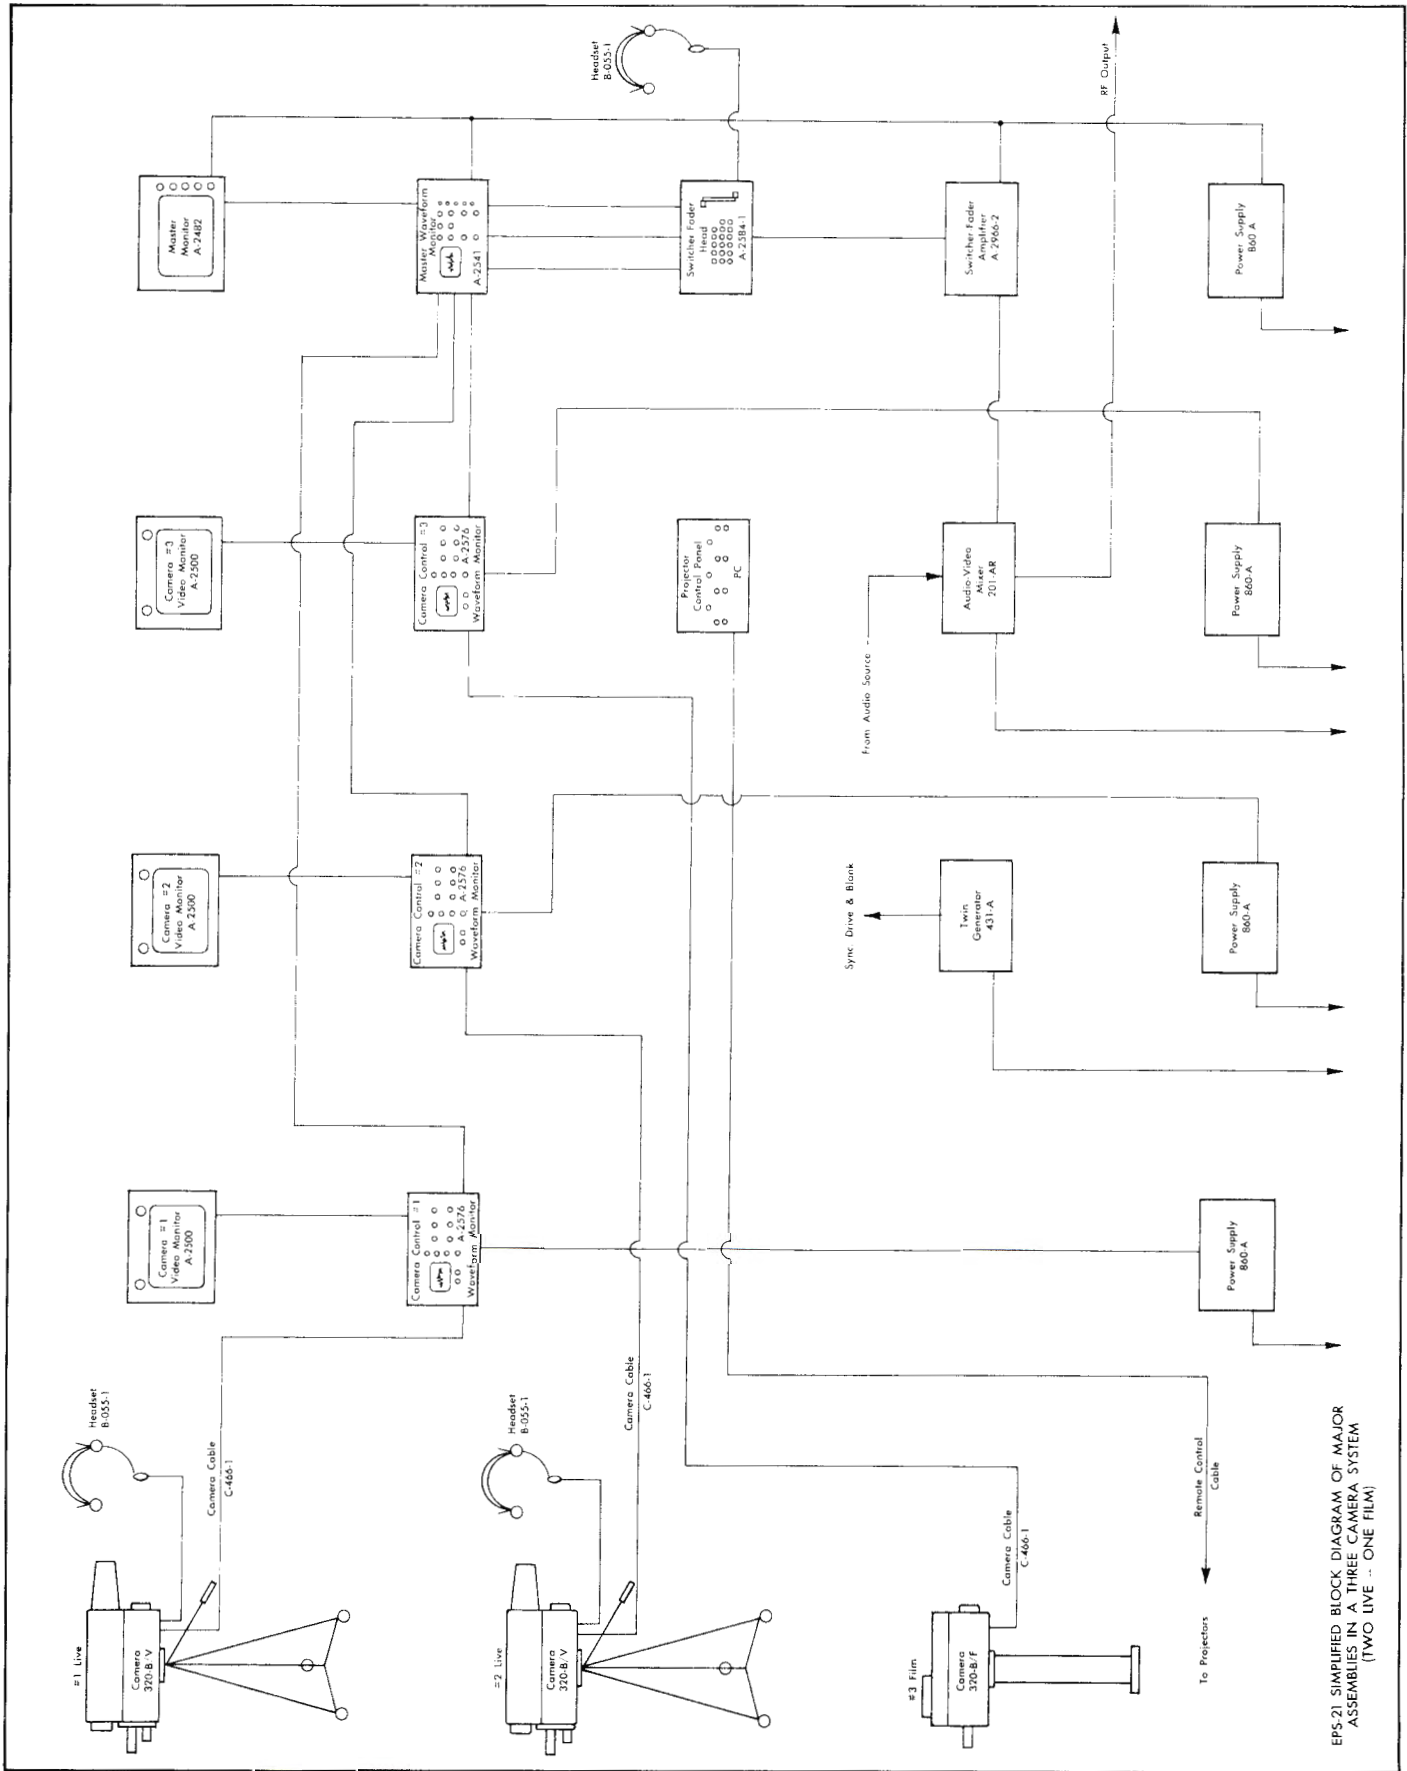 #1 Live
Camera
320-B/V
Headset
B-055-1
Camera Cable
C-466-1
Camera #1
Video Monitor
A-2500
Camera #2
Video Monitor
A-2500
Camera #3
Video Monitor
A-2500
Master
Monitor
A-2482
#2 Live
Camera
320-B/V
Headset
B-055-1
Camera Cable
C-466-1
Camera Control #1
A-2576
Waveform Monitor
Camera Control #2
A-2576
Waveform Monitor
Camera Control #3
A-2576
Waveform Monitor
Master Waveform
Monitor
A-2541
Headset
B-055-1
Projector
Control Panel
PC
Switcher Fader
Head
A-2584-1
#3 Film
Camera
320-B/F
Camera Cable
C-466-1
Sync. Drive & Blank
Twin
Generator
431-A
From Audio Source
Audio-Video
Mixer
201-AR
Switcher Fader
Amplifier
A 2966-2
RF Output
To Projectors
Remote Control
Cable
Power Supply
860-A
Power Supply
860-A
Power Supply
860-A
Power Supply
860 A
EPS-21 SIMPLIFIED BLOCK DIAGRAM OF MAJOR
ASSEMBLIES IN A THREE CAMERA SYSTEM
(TWO LIVE -- ONE FILM)